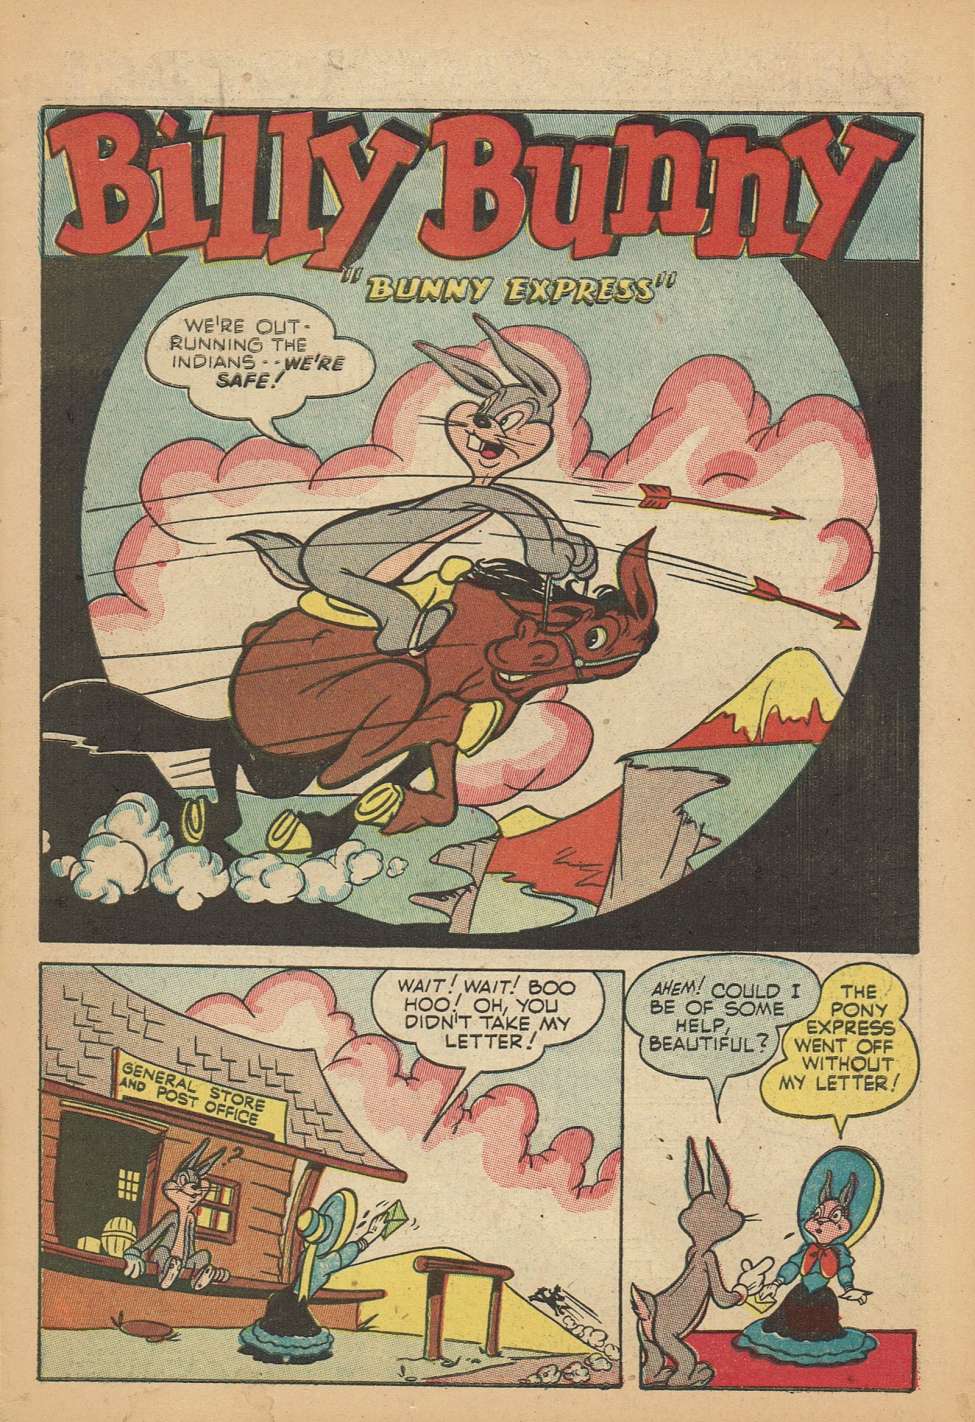 Billy Bunny
"BUNNY EXPRESS"
WE'RE OUT-
RUNNING THE
INDIANS -- WE'RE
SAFE!
WAIT! WAIT! BOO
HOO! OH, YOU
DIDN'T TAKE MY
LETTER!
GENERAL STORE
AND POST OFFICE
!?
AHEM! COULD I
BE OF SOME
HELP,
BEAUTIFUL?
THE
PONY
EXPRESS
WENT OFF
WITHOUT
MY LETTER!